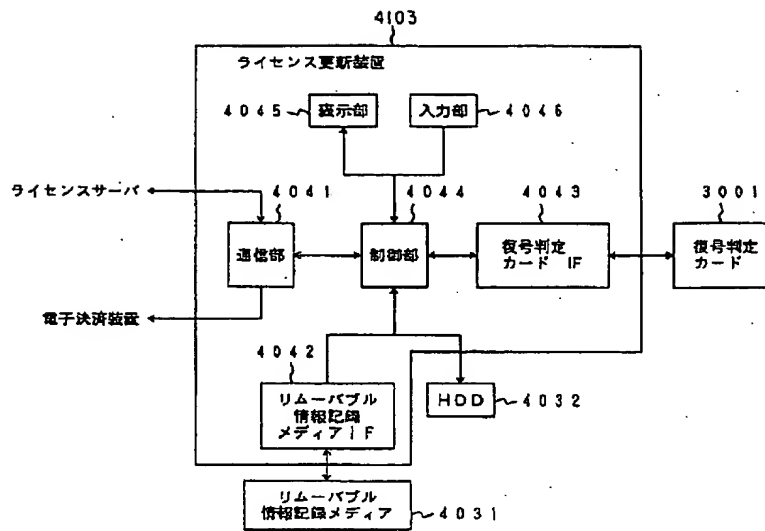 4103
ライセンス更新装置
4045
表示部
入力部
4046
ライセンスサーバ
4041
4044
4043
3001
通信部
制御部
復号判定
カード IF
復号判定
カード
電子決済装置
4042
リムーバブル
情報記録
メディアIF
HDD
4032
リムーバブル
情報記録メディア
4031